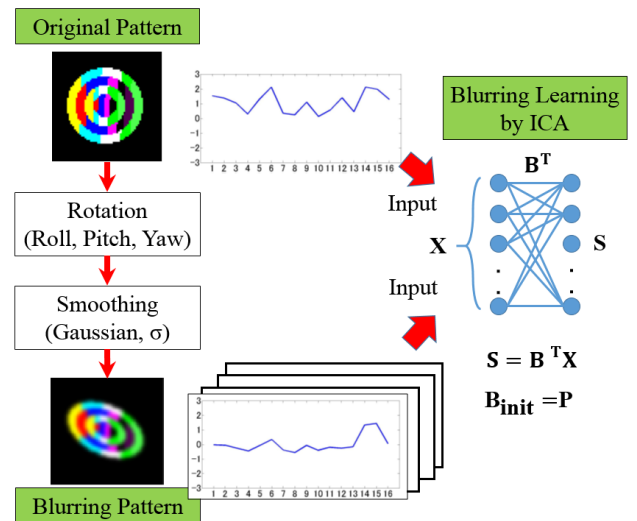 Original Pattern
3
2
1
0
-1
-2
-3
1 2 3 4 5 6 7 8 9 10 11 12 13 14 15 16
Rotation
(Roll, Pitch, Yaw)
Smoothing
(Gaussian, σ)
3
2
1
0
-1
-2
-3
1 2 3 4 5 6 7 8 9 10 11 12 13 14 15 16
Blurring Pattern
Blurring Learning
by ICA
Input
Input
B^T
X
S
S = B ^T X
B_init =P